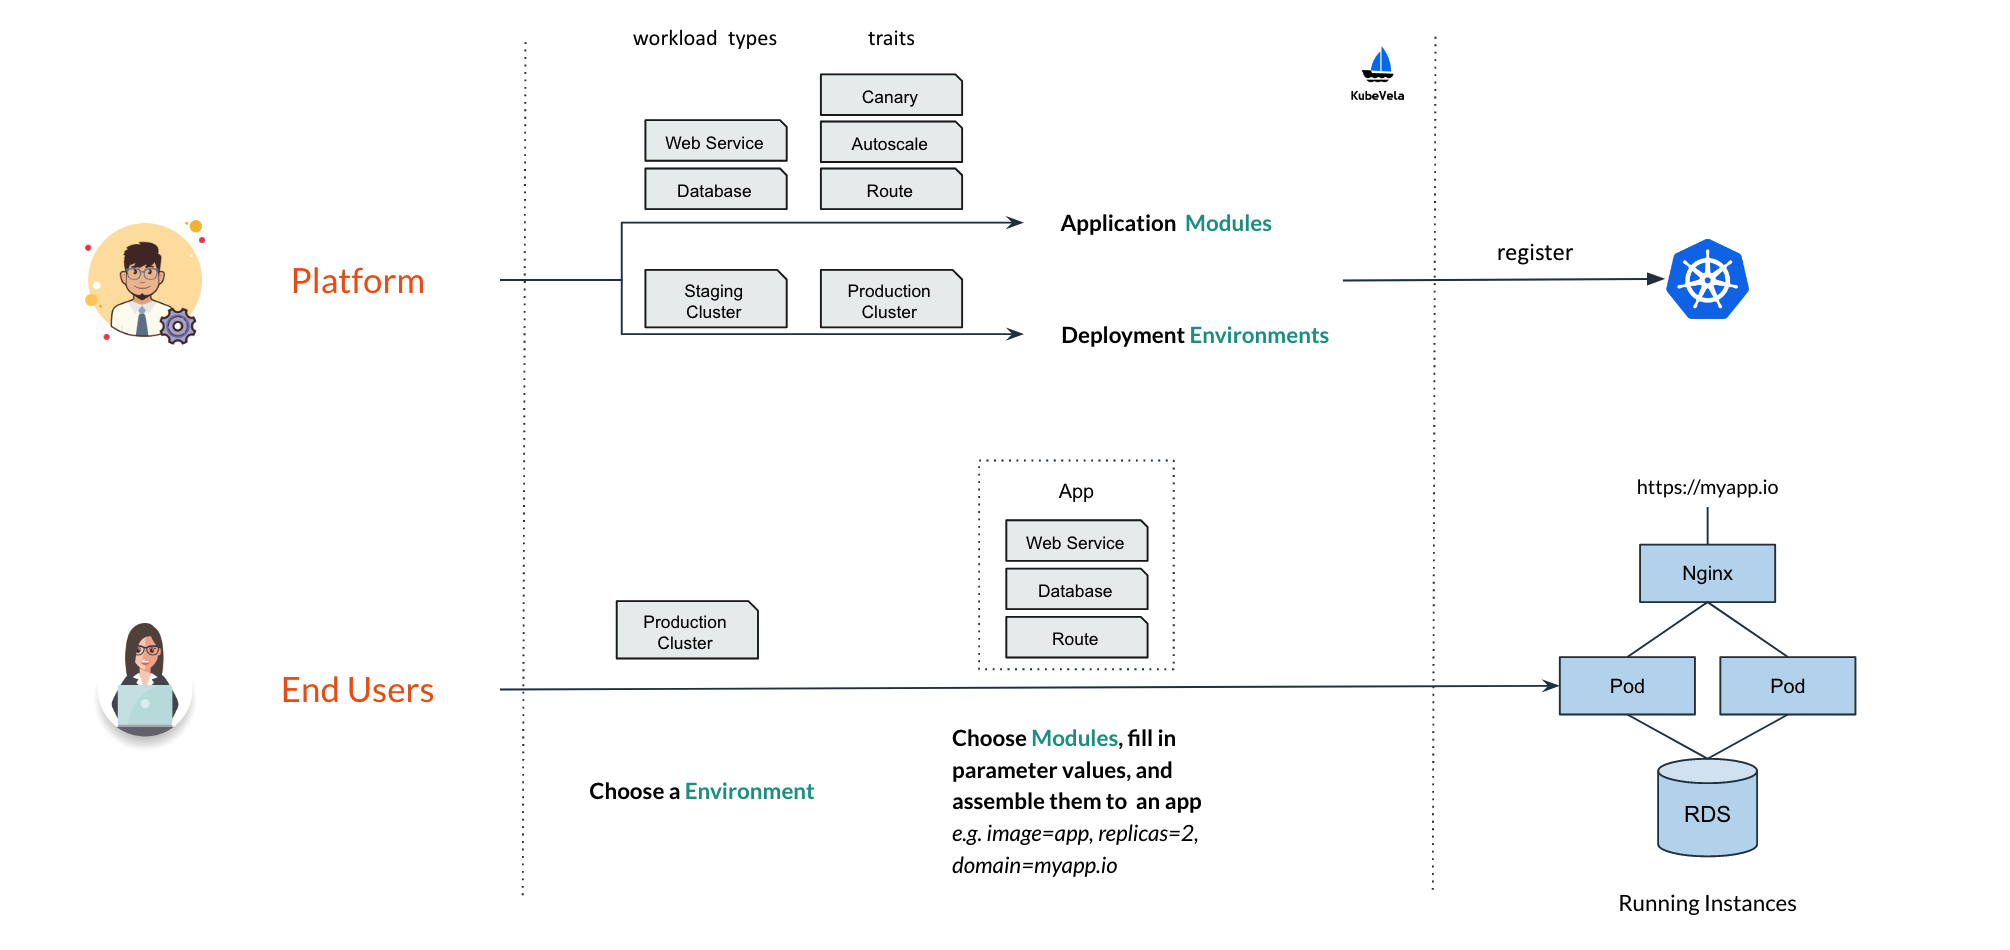 workload types
traits
KubeVela
Canary
Web Service
Autoscale
Database
Route
Application Modules
Platform
register
Staging
Cluster
Production
Cluster
Deployment Environments
App
https://myapp.io
Web Service
Nginx
Database
Production
Cluster
Route
End Users
Pod
Pod
Choose Modules, fill in
parameter values, and
assemble them to an app
e.g. image=app, replicas=2,
domain=myapp.io
Choose a Environment
RDS
Running Instances